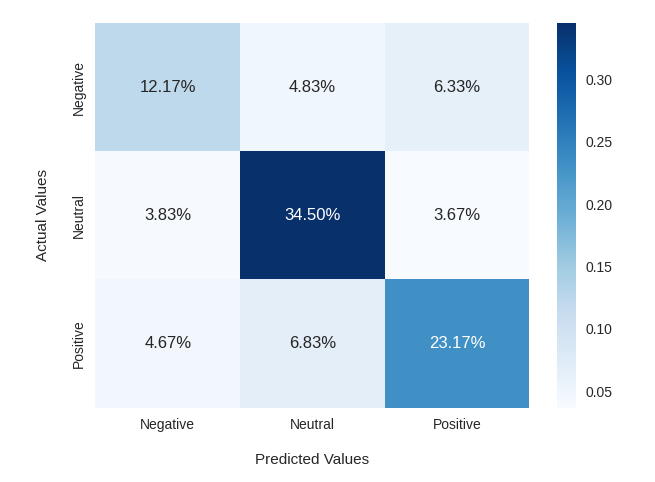 Actual Values
Negative
12.17% 4.83% 6.33%
Neutral
3.83% 34.50% 3.67%
Positive
4.67% 6.83% 23.17%
Negative Neutral Positive
Predicted Values
0.30
0.25
0.20
0.15
0.10
0.05